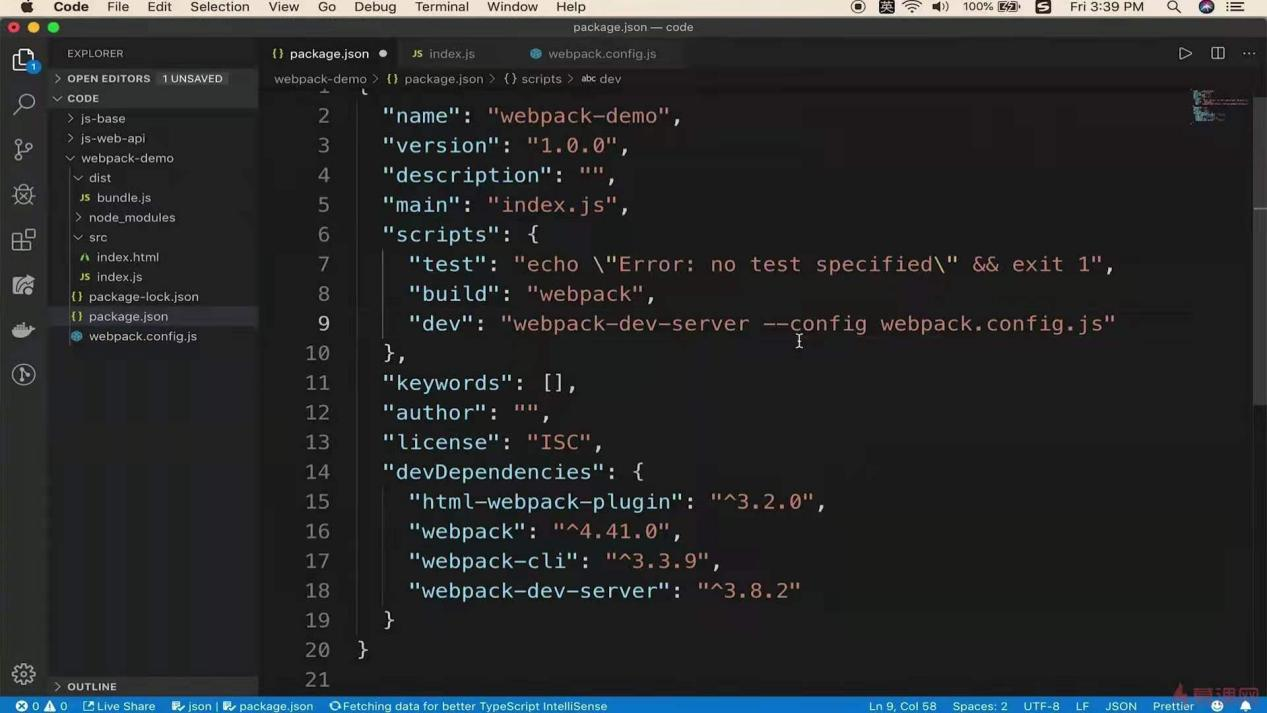 Code File Edit Selection View Go Debug Terminal Window Help 英 100% S Fri 3:39 PM
package.json — code
EXPLORER
OPEN EDITORS 1 UNSAVED
CODE
js-base
js-web-api
webpack-demo
dist
JS bundle.js
node_modules
src
index.html
JS index.js
{} package-lock.json
{} package.json
webpack.config.js
OUTLINE
1
{} package.json JS index.js webpack.config.js
webpack-demo > {} package.json > {} scripts > abc dev
1 {
2 "name": "webpack-demo",
3 "version": "1.0.0",
4 "description": "",
5 "main": "index.js",
6 "scripts": {
7 "test": "echo \"Error: no test specified\" && exit 1",
8 "build": "webpack",
9 "dev": "webpack-dev-server --config webpack.config.js"
10 },
11 "keywords": [],
12 "author": "",
13 "license": "ISC",
14 "devDependencies": {
15 "html-webpack-plugin": "^3.2.0",
16 "webpack": "^4.41.0",
17 "webpack-cli": "^3.3.9",
18 "webpack-dev-server": "^3.8.2"
19 }
20 }
21
慕课网
0 0 Live Share json | package.json Fetching data for better TypeScript IntelliSense Ln 9, Col 58 Spaces: 2 UTF-8 LF JSON Prettier